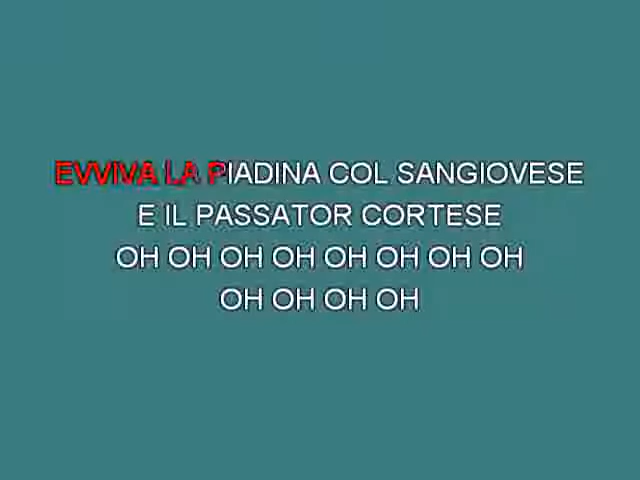 EVVIVA LA PIADINA COL SANGIOVESE
E IL PASSATOR CORTESE
OH OH OH OH OH OH OH OH
OH OH OH OH